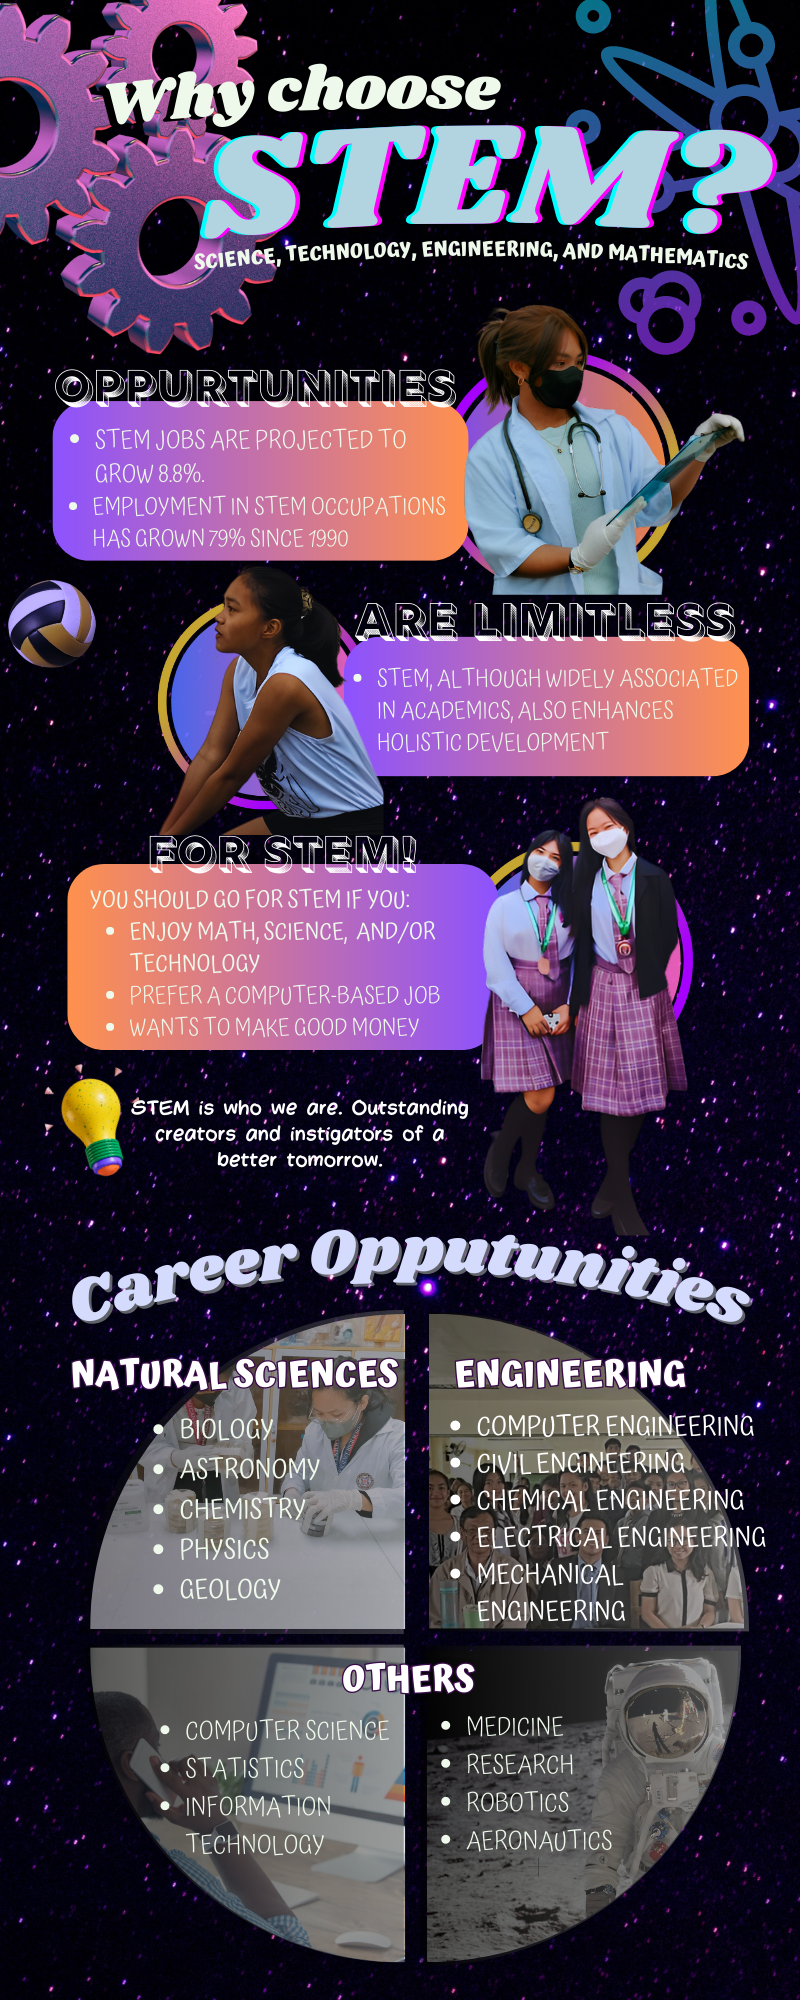 Why choose
STEM?
SCIENCE, TECHNOLOGY, ENGINEERING, AND MATHEMATICS
OPPURTUNITIES
• STEM JOBS ARE PROJECTED TO
GROW 8.8%.
• EMPLOYMENT IN STEM OCCUPATIONS
HAS GROWN 79% SINCE 1990
ARE LIMITLESS
• STEM, ALTHOUGH WIDELY ASSOCIATED
IN ACADEMICS, ALSO ENHANCES
HOLISTIC DEVELOPMENT
FOR STEM!
YOU SHOULD GO FOR STEM IF YOU:
• ENJOY MATH, SCIENCE, AND/OR
TECHNOLOGY
• PREFER A COMPUTER-BASED JOB
• WANTS TO MAKE GOOD MONEY
STEM is who we are. Outstanding
creators and instigators of a
better tomorrow.
Career Opputunities
NATURAL SCIENCES
• BIOLOGY
• ASTRONOMY
• CHEMISTRY
• PHYSICS
• GEOLOGY
ENGINEERING
• COMPUTER ENGINEERING
• CIVIL ENGINEERING
• CHEMICAL ENGINEERING
• ELECTRICAL ENGINEERING
• MECHANICAL
ENGINEERING
OTHERS
• COMPUTER SCIENCE
• STATISTICS
• INFORMATION
TECHNOLOGY
• MEDICINE
• RESEARCH
• ROBOTICS
• AERONAUTICS